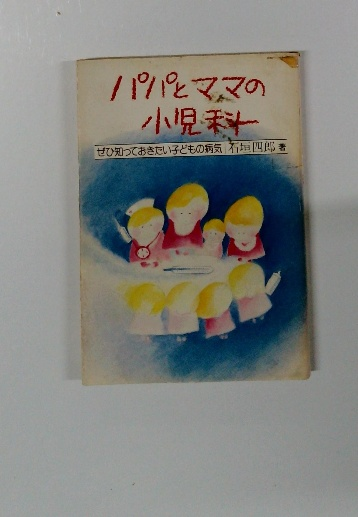 パパとママの
小児科
ぜひ知っておきたい子どもの病気 石垣四郎 著